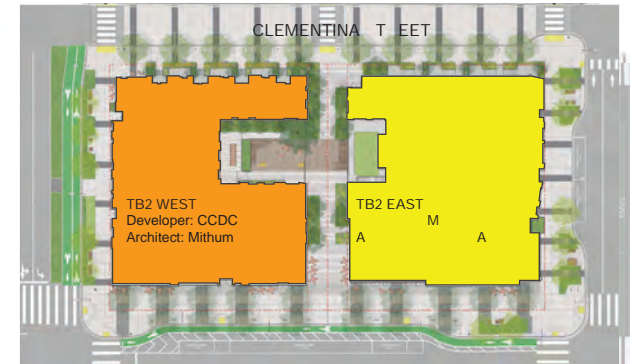 CLEMENTINA T EET
TB2 WEST
Developer: CCDC
Architect: Mithum
TB2 EAST
M
A A